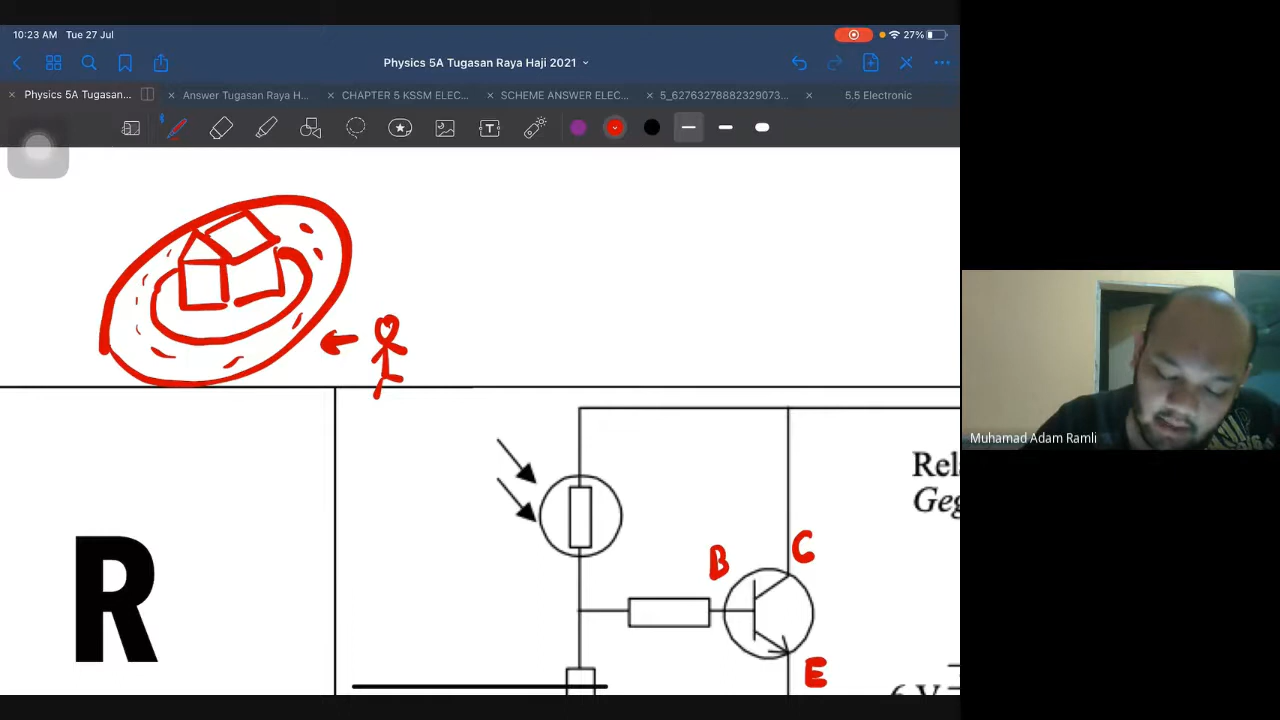 10:23 AM Tue 27 Jul
27%
Physics 5A Tugasan Raya Haji 2021
Physics 5A Tugasan...
Answer Tugasan Raya H...
CHAPTER 5 KSSM ELEC...
SCHEME ANSWER ELEC...
5_62763278882329073...
5.5 Electronic
Muhamad Adam Ramli
Rel
Geg
C
B
R
E
6 V